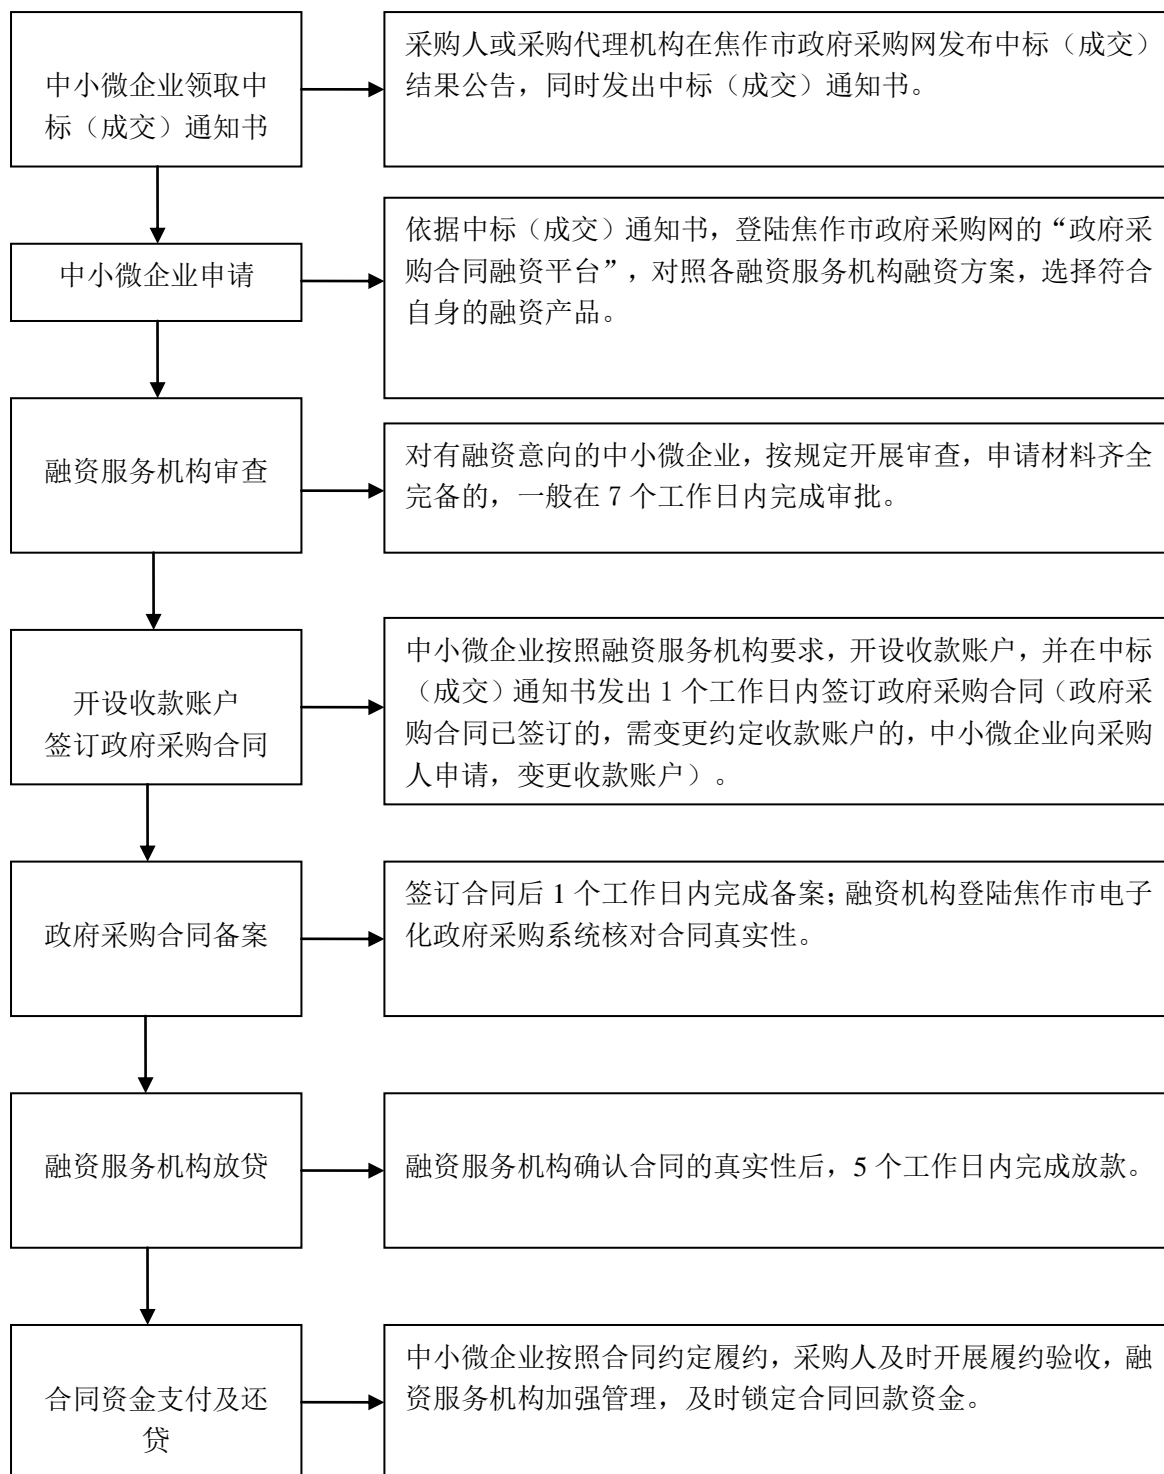 中小微企业领取中
标（成交）通知书
采购人或采购代理机构在焦作市政府采购网发布中标（成交）
结果公告，同时发出中标（成交）通知书。
中小微企业申请
依据中标（成交）通知书，登陆焦作市政府采购网的“政府采
购合同融资平台”，对照各融资服务机构融资方案，选择符合
自身的融资产品。
融资服务机构审查
对有融资意向的中小微企业，按规定开展审查，申请材料齐全
完备的，一般在 7 个工作日内完成审批。
开设收款账户
签订政府采购合同
中小微企业按照融资服务机构要求，开设收款账户，并在中标
（成交）通知书发出 1 个工作日内签订政府采购合同（政府采
购合同已签订的，需变更约定收款账户的，中小微企业向采购
人申请，变更收款账户）。
政府采购合同备案
签订合同后 1 个工作日内完成备案；融资机构登陆焦作市电子
化政府采购系统核对合同真实性。
融资服务机构放贷
融资服务机构确认合同的真实性后，5 个工作日内完成放款。
合同资金支付及还
贷
中小微企业按照合同约定履约，采购人及时开展履约验收，融
资服务机构加强管理，及时锁定合同回款资金。